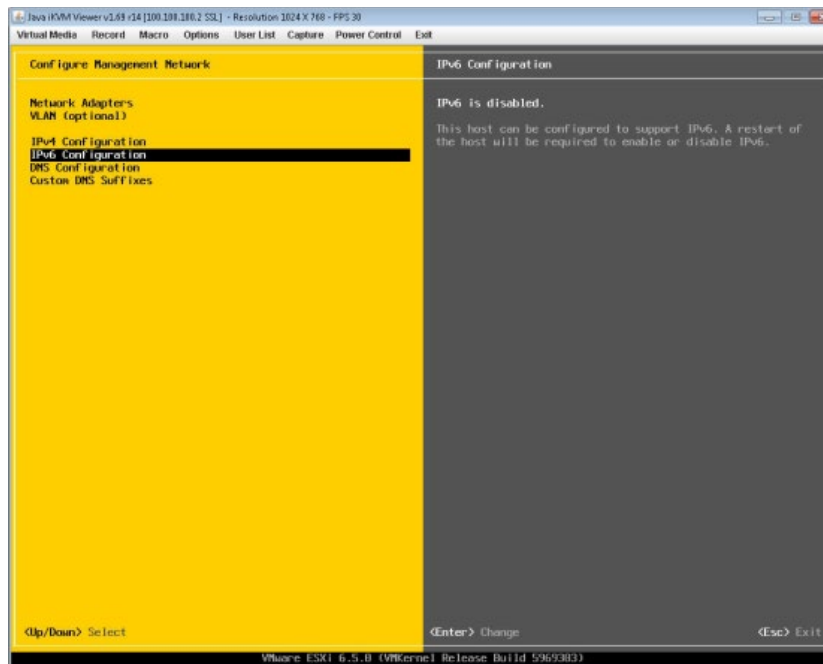 Java iKVM Viewer v1.69 r14 [100.100.100.2 SSL] - Resolution 1024 X 768 - FPS 30
Virtual Media Record Macro Options User List Capture Power Control Exit
Configure Management Network
IPv6 Configuration
Network Adapters
VLAN (optional)
IPv4 Configuration
IPv6 Configuration
DNS Configuration
Custom DNS Suffixes
IPv6 is disabled.
This host can be configured to support IPv6. A restart of
the host will be required to enable or disable IPv6.
<Up/Down> Select
<Enter> Change
<Esc> Exit
VMware ESXi 6.5.0 (VMKernel Release Build 5969303)